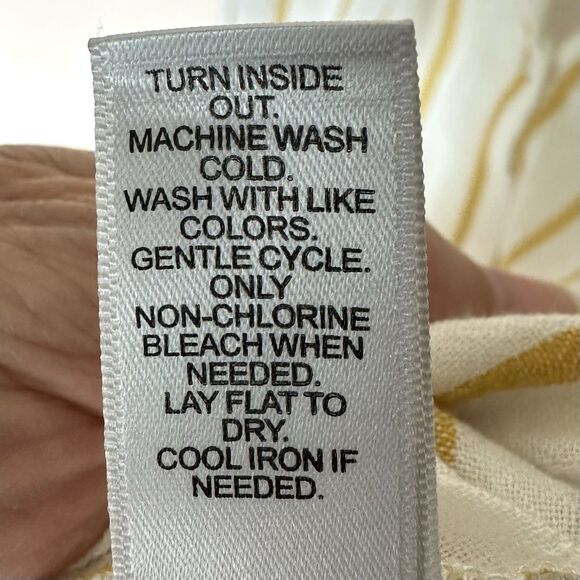 TURN INSIDE
OUT.
MACHINE WASH
COLD.
WASH WITH LIKE
COLORS.
GENTLE CYCLE.
ONLY
NON-CHLORINE
BLEACH WHEN
NEEDED.
LAY FLAT TO
DRY.
COOL IRON IF
NEEDED.